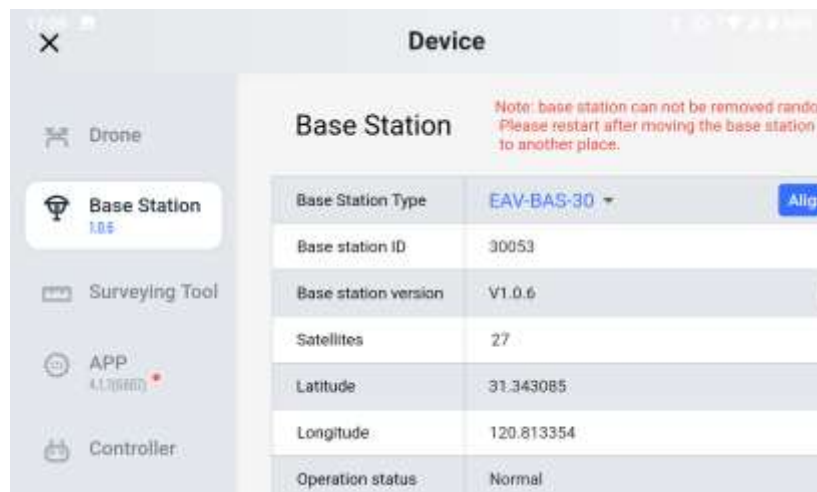 Device
Drone
Base Station
1.0.6
Surveying Tool
APP
Controller
Base Station
Note: base station can not be removed rando
Please restart after moving the base station
to another place.
Base Station Type EAV-BAS-30 Alig
Base station ID 30053
Base station version V1.0.6
Satellites 27
Latitude 31.343085
Longitude 120.813354
Operation status Normal